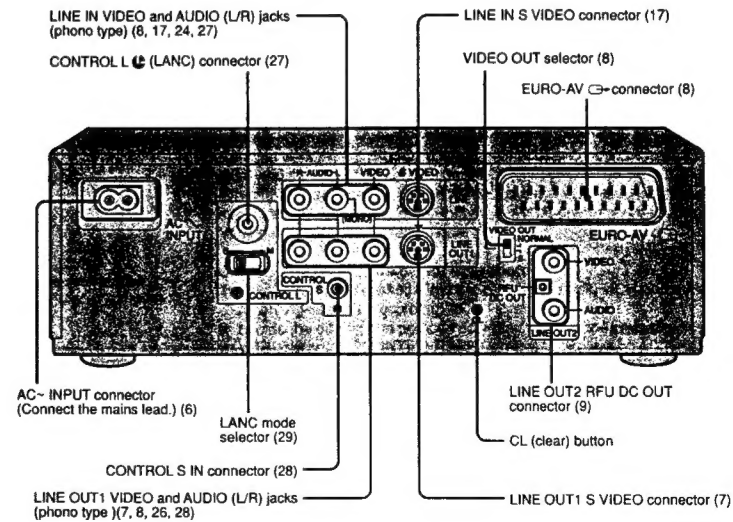 LINE IN VIDEO and AUDIO (L/R) jacks
(phono type) (8, 17, 24, 27)
CONTROL L (LANC) connector (27)
LINE IN S VIDEO connector (17)
VIDEO OUT selector (8)
EURO-AV connector (8)
R-AUDIO-L
VIDEO
S VIDEO
(MONO)
AC
INPUT
LINE
OUT1
VIDEO OUT
NORMAL
EURO-AV
VIDEO
CONTROL
S
CONTROL L
RFU
DC OUT
AUDIO
LINE OUT2
AC~ INPUT connector
(Connect the mains lead.) (6)
LANC mode
selector (29)
CONTROL S IN connector (28)
LINE OUT1 VIDEO and AUDIO (L/R) jacks
(phono type )(7, 8, 26, 28)
LINE OUT2 RFU DC OUT
connector (9)
CL (clear) button
LINE OUT1 S VIDEO connector (7)